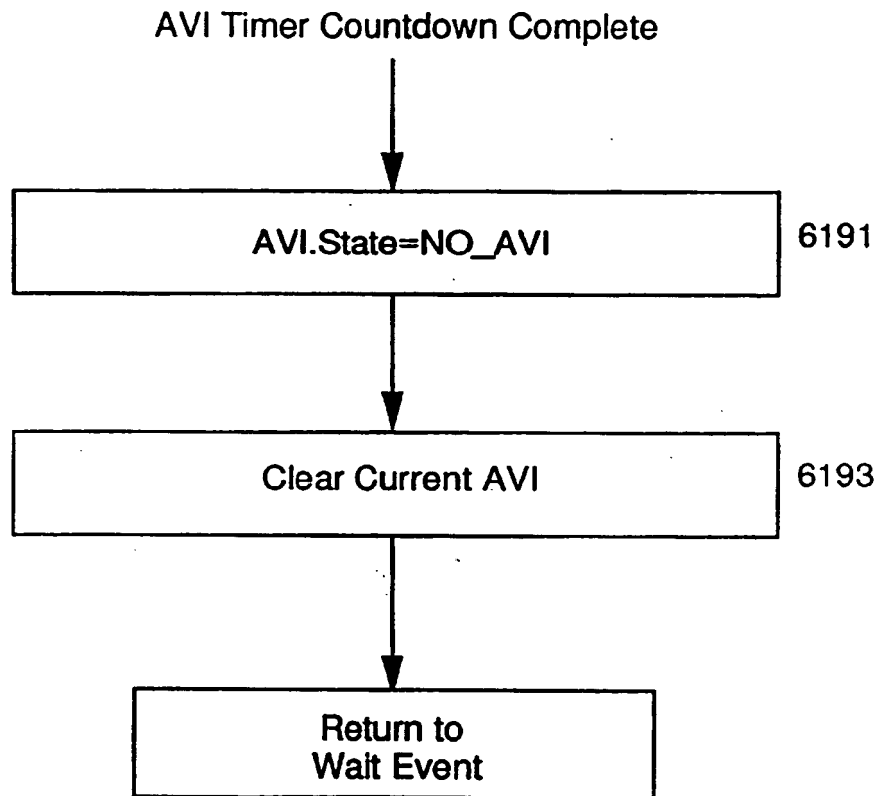 AVI Timer Countdown Complete
AVI.State=NO_AVI
6191
Clear Current AVI
6193
Return to
Wait Event